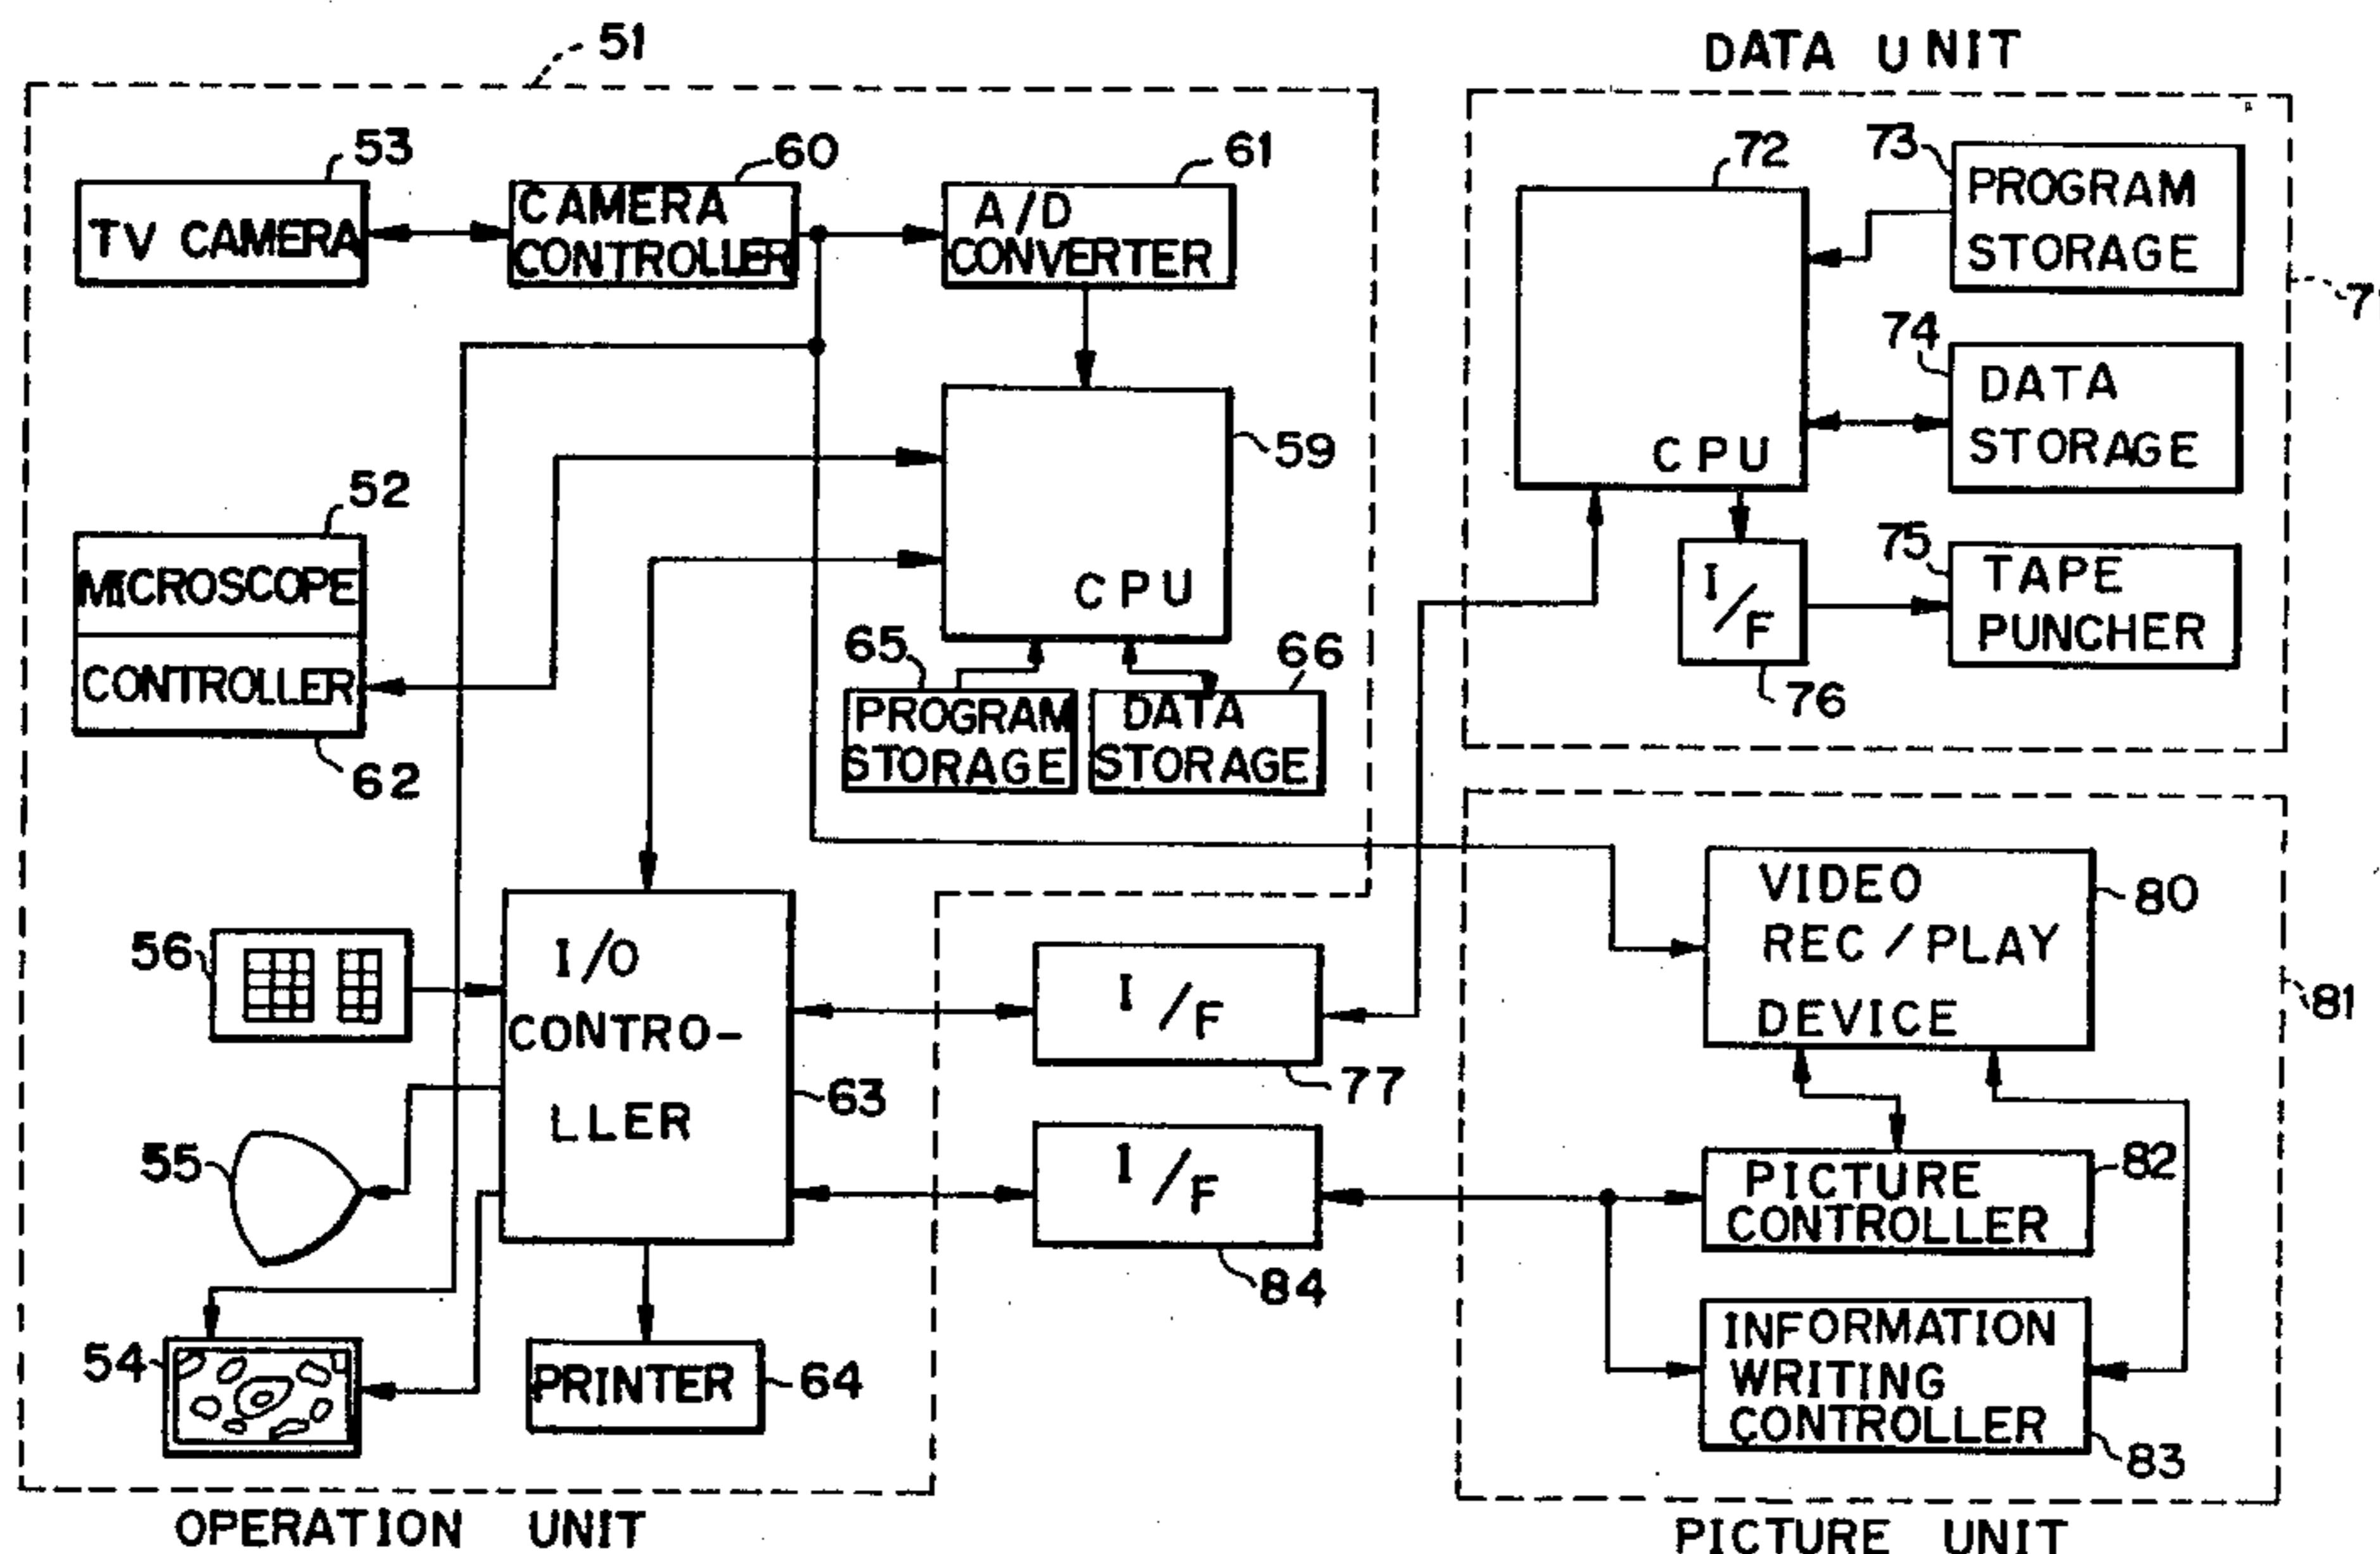 51
DATA UNIT
53
TV CAMERA
60
CAMERA
CONTROLLER
61
A/D
CONVERTER
72
CPU
73
PROGRAM
STORAGE
74
DATA
STORAGE
75
TAPE
PUNCHER
I/F
76
59
CPU
52
MICROSCOPE
CONTROLLER
62
65
PROGRAM
STORAGE
66
DATA
STORAGE
56
I/O
CONTRO-
LLER
63
55
54
PRINTER
64
I/F
77
I/F
84
VIDEO
REC/PLAY
DEVICE
80
81
PICTURE
CONTROLLER
82
INFORMATION
WRITING
CONTROLLER
83
OPERATION UNIT
PICTURE UNIT